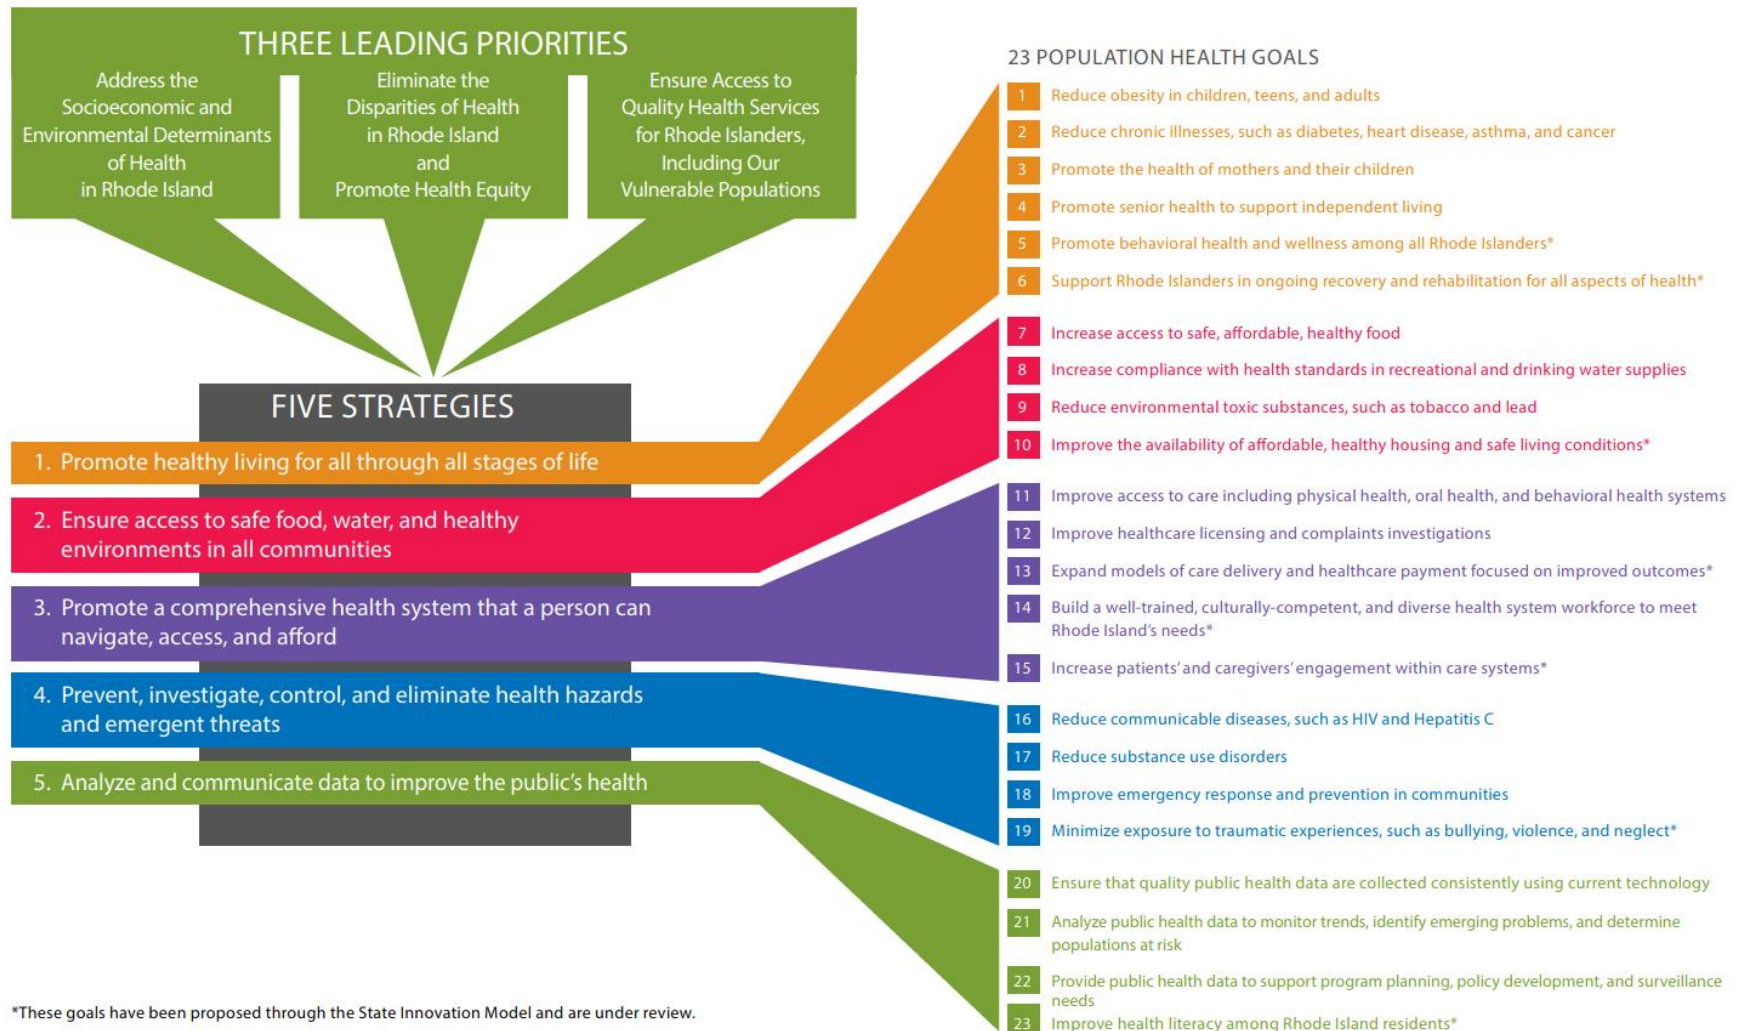 THREE LEADING PRIORITIES
Address the
Socioeconomic and
Environmental Determinants
of Health
in Rhode Island
Eliminate the
Disparities of Health
in Rhode Island
and
Promote Health Equity
Ensure Access to
Quality Health Services
for Rhode Islanders,
Including Our
Vulnerable Populations
FIVE STRATEGIES
1. Promote healthy living for all through all stages of life
2. Ensure access to safe food, water, and healthy
environments in all communities
3. Promote a comprehensive health system that a person can
navigate, access, and afford
4. Prevent, investigate, control, and eliminate health hazards
and emergent threats
5. Analyze and communicate data to improve the public's health
23 POPULATION HEALTH GOALS
1 Reduce obesity in children, teens, and adults
2 Reduce chronic illnesses, such as diabetes, heart disease, asthma, and cancer
3 Promote the health of mothers and their children
4 Promote senior health to support independent living
5 Promote behavioral health and wellness among all Rhode Islanders*
6 Support Rhode Islanders in ongoing recovery and rehabilitation for all aspects of health*
7 Increase access to safe, affordable, healthy food
8 Increase compliance with health standards in recreational and drinking water supplies
9 Reduce environmental toxic substances, such as tobacco and lead
10 Improve the availability of affordable, healthy housing and safe living conditions*
11 Improve access to care including physical health, oral health, and behavioral health systems
12 Improve healthcare licensing and complaints investigations
13 Expand models of care delivery and healthcare payment focused on improved outcomes*
14 Build a well-trained, culturally-competent, and diverse health system workforce to meet
Rhode Island's needs*
15 Increase patients' and caregivers' engagement within care systems*
16 Reduce communicable diseases, such as HIV and Hepatitis C
17 Reduce substance use disorders
18 Improve emergency response and prevention in communities
19 Minimize exposure to traumatic experiences, such as bullying, violence, and neglect*
20 Ensure that quality public health data are collected consistently using current technology
21 Analyze public health data to monitor trends, identify emerging problems, and determine
populations at risk
22 Provide public health data to support program planning, policy development, and surveillance
needs
23 Improve health literacy among Rhode Island residents*
*These goals have been proposed through the State Innovation Model and are under review.